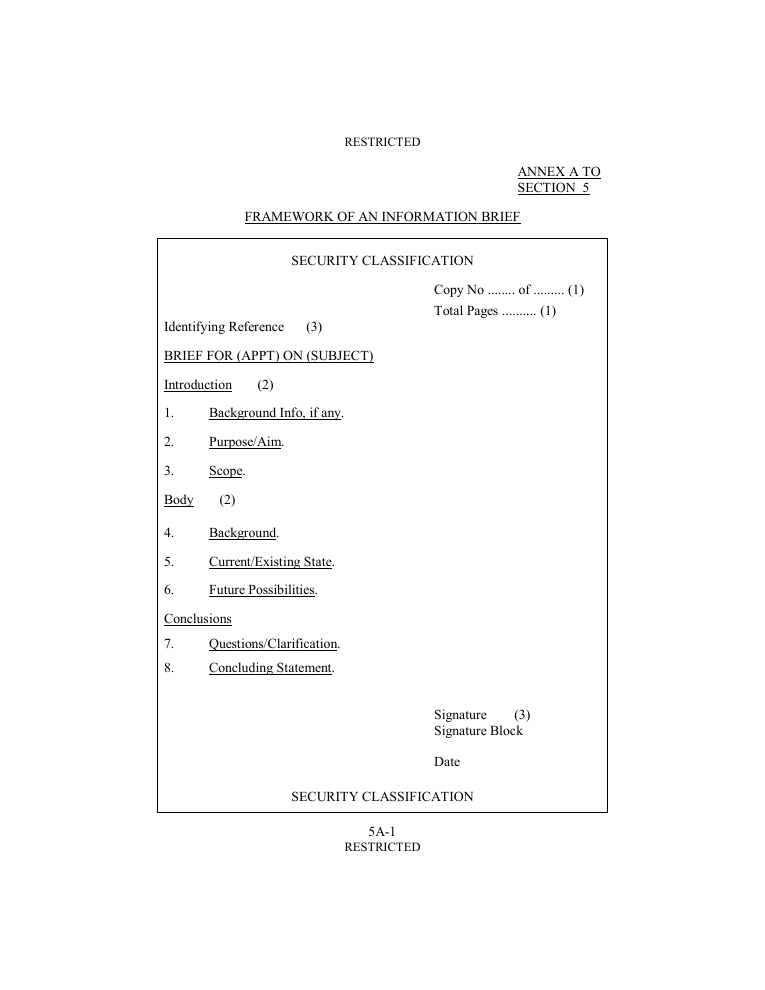 RESTRICTED
ANNEX A TO
SECTION 5
FRAMEWORK OF AN INFORMATION BRIEF
SECURITY CLASSIFICATION
Copy No ........ of ......... (1)
Total Pages .......... (1)
Identifying Reference (3)
BRIEF FOR (APPT) ON (SUBJECT)
Introduction (2)
1. Background Info, if any.
2. Purpose/Aim.
3. Scope.
Body (2)
4. Background.
5. Current/Existing State.
6. Future Possibilities.
Conclusions
7. Questions/Clarification.
8. Concluding Statement.
Signature (3)
Signature Block
Date
SECURITY CLASSIFICATION
5A-1
RESTRICTED